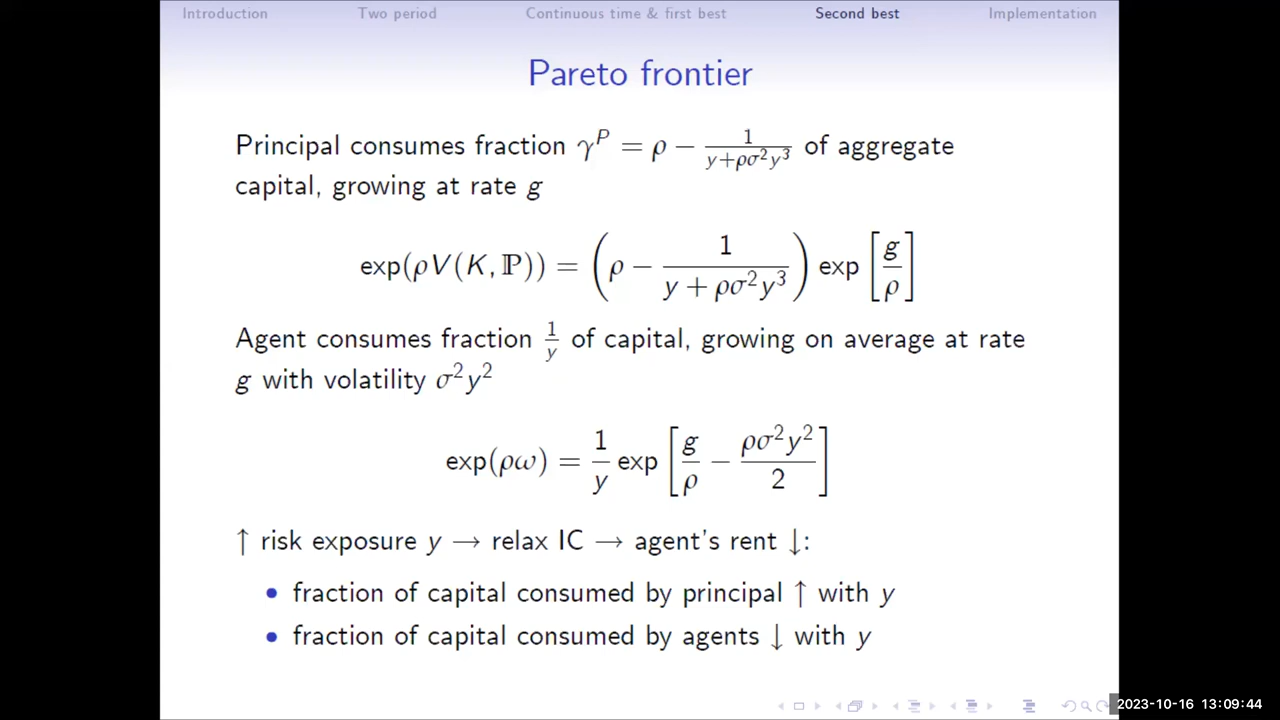 Introduction Two period Continuous time & first best Second best Implementation
Pareto frontier
Principal consumes fraction γ^P = ρ − 1/(y+ρσ²y³) of aggregate
capital, growing at rate g
exp(ρV(K, ℙ)) = (ρ − 1/(y + ρσ²y³)) exp [g/ρ]
Agent consumes fraction 1/y of capital, growing on average at rate
g with volatility σ²y²
exp(ρω) = 1/y exp [g/ρ − ρσ²y²/2]
↑ risk exposure y → relax IC → agent's rent ↓:
• fraction of capital consumed by principal ↑ with y
• fraction of capital consumed by agents ↓ with y
2023-10-16 13:09:44